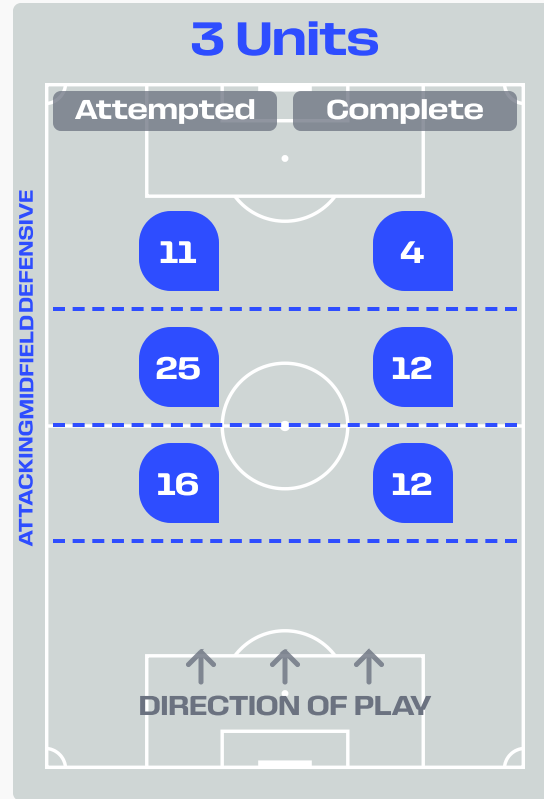 3 Units
Attempted
Complete
DEFENSIVE
MIDFIELD
ATTACKING
11
4
25
12
16
12
DIRECTION OF PLAY